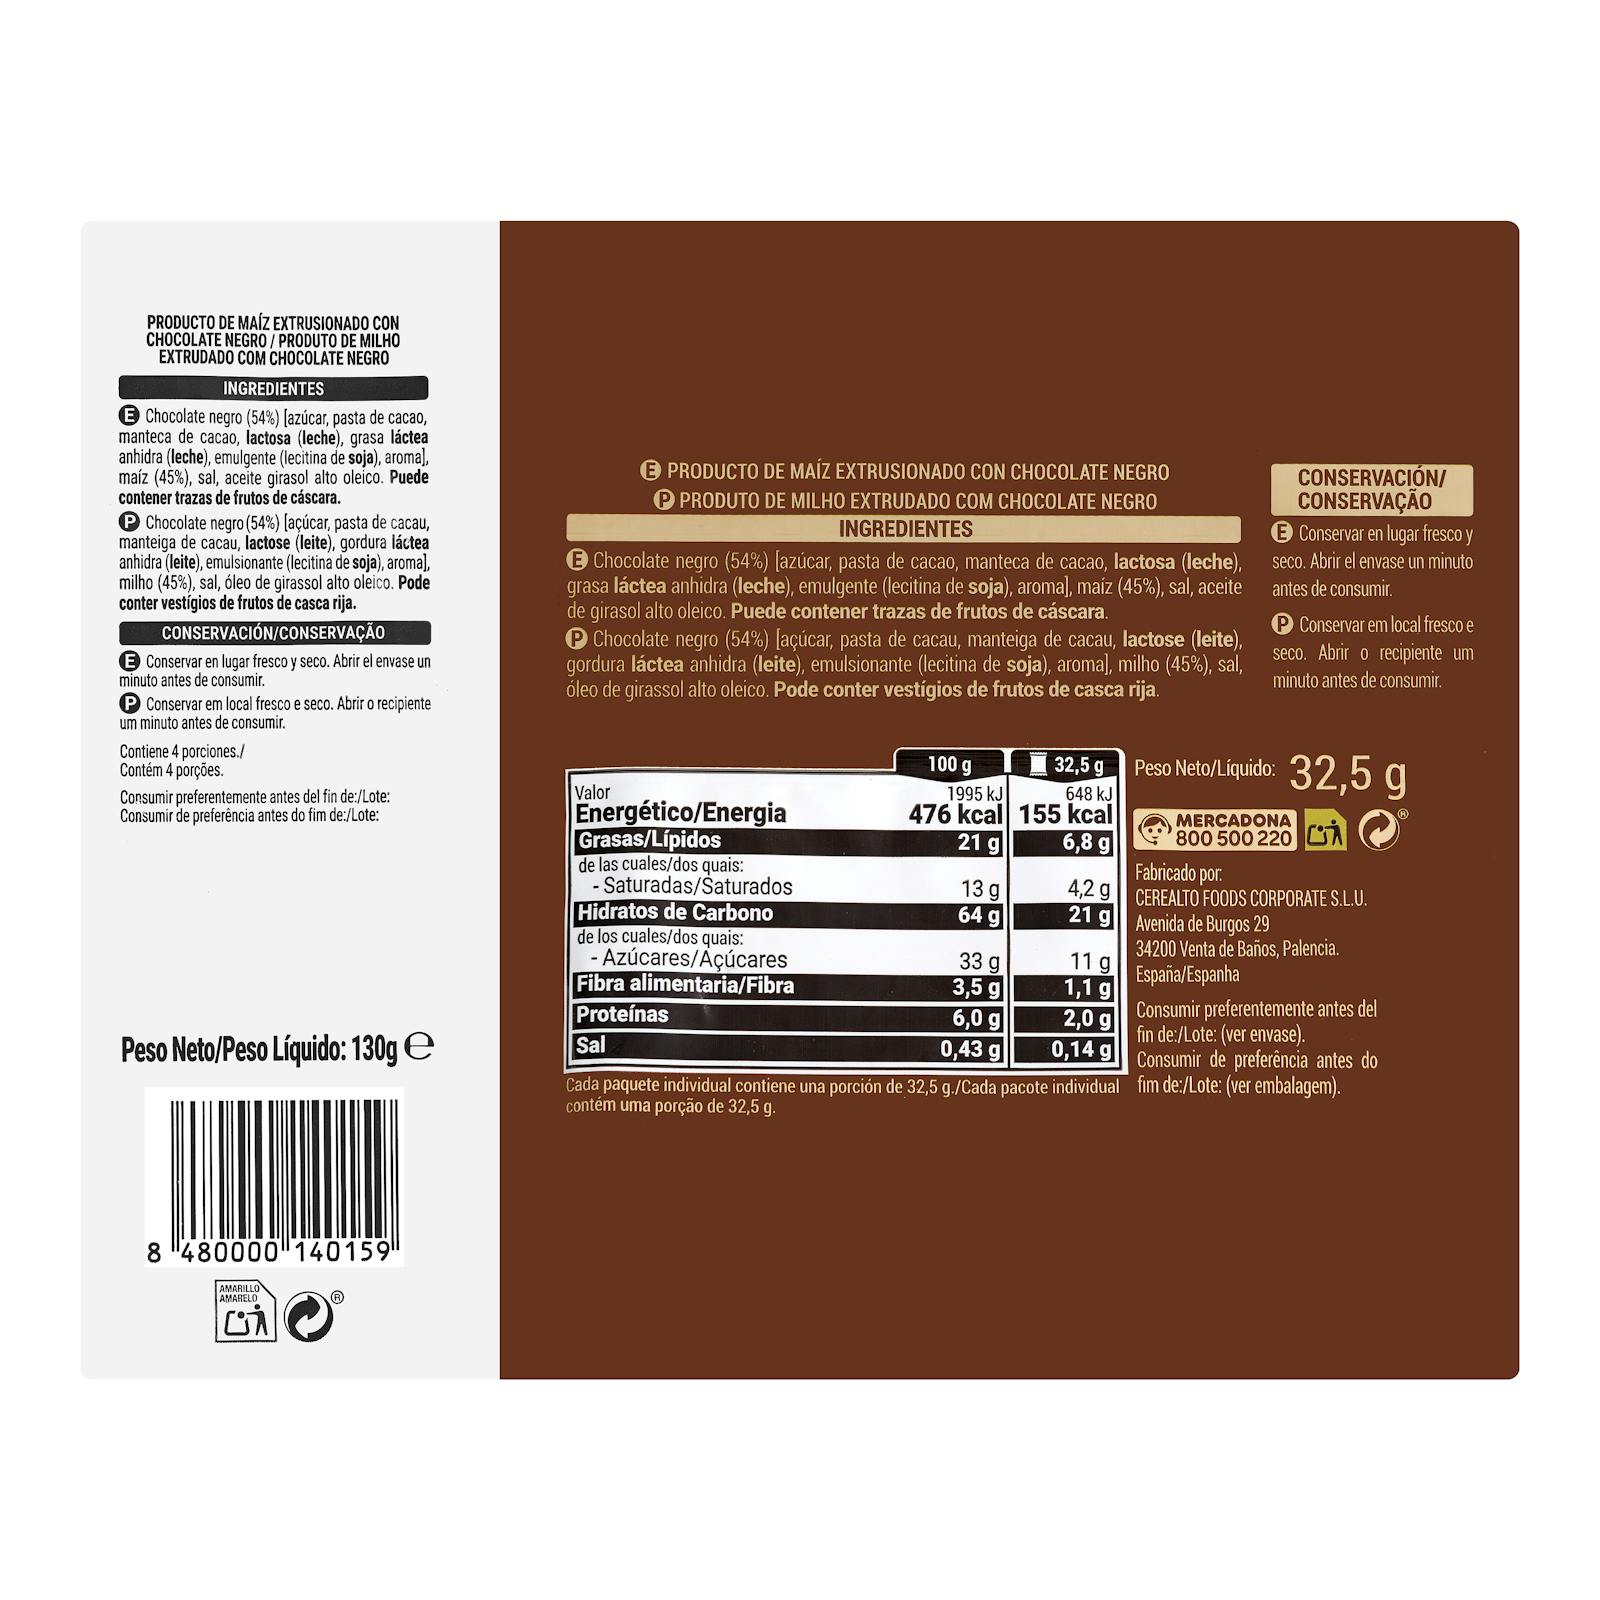 PRODUCTO DE MAÍZ EXTRUSIONADO CON
CHOCOLATE NEGRO / PRODUTO DE MILHO
EXTRUDADO COM CHOCOLATE NEGRO
INGREDIENTES
E Chocolate negro (54%) [azúcar, pasta de cacao,
manteca de cacao, lactosa (leche), grasa láctea
anhidra (leche), emulgente (lecitina de soja), aroma],
maíz (45%), sal, aceite girasol alto oleico. Puede
contener trazas de frutos de cáscara.
P Chocolate negro (54%) [açúcar, pasta de cacau,
manteiga de cacau, lactose (leite), gordura láctea
anhidra (leite), emulsionante (lecitina de soja), aroma],
milho (45%), sal, óleo de girassol alto oleico. Pode
conter vestígios de frutos de casca rija.
CONSERVACIÓN/CONSERVAÇÃO
E Conservar en lugar fresco y seco. Abrir el envase un
minuto antes de consumir.
P Conservar em local fresco e seco. Abrir o recipiente
um minuto antes de consumir.
Contiene 4 porciones./
Contém 4 porções.
Consumir preferentemente antes del fin de:/Lote:
Consumir de preferência antes do fim de:/Lote:
Peso Neto/Peso Líquido: 130g ℮
8 480000 140159
AMARILLO
AMARELO
®
E PRODUCTO DE MAÍZ EXTRUSIONADO CON CHOCOLATE NEGRO
P PRODUTO DE MILHO EXTRUDADO COM CHOCOLATE NEGRO
INGREDIENTES
E Chocolate negro (54%) [azúcar, pasta de cacao, manteca de cacao, lactosa (leche),
grasa láctea anhidra (leche), emulgente (lecitina de soja), aroma], maíz (45%), sal, aceite
de girasol alto oleico. Puede contener trazas de frutos de cáscara.
P Chocolate negro (54%) [açúcar, pasta de cacau, manteiga de cacau, lactose (leite),
gordura láctea anhidra (leite), emulsionante (lecitina de soja), aroma], milho (45%), sal,
óleo de girassol alto oleico. Pode conter vestígios de frutos de casca rija.
CONSERVACIÓN/
CONSERVAÇÃO
E Conservar en lugar fresco y
seco. Abrir el envase un minuto
antes de consumir.
P Conservar em local fresco e
seco. Abrir o recipiente um
minuto antes de consumir.
100 g 32,5 g
Valor 1995 kJ 648 kJ
Energético/Energia 476 kcal 155 kcal
Grasas/Lípidos 21 g 6,8 g
de las cuales/dos quais:
- Saturadas/Saturados 13 g 4,2 g
Hidratos de Carbono 64 g 21 g
de los cuales/dos quais:
- Azúcares/Açúcares 33 g 11 g
Fibra alimentaria/Fibra 3,5 g 1,1 g
Proteínas 6,0 g 2,0 g
Sal 0,43 g 0,14 g
Cada paquete individual contiene una porción de 32,5 g./Cada pacote individual
contém uma porção de 32,5 g.
Peso Neto/Líquido: 32,5 g
MERCADONA
800 500 220
®
Fabricado por:
CEREALTO FOODS CORPORATE S.L.U.
Avenida de Burgos 29
34200 Venta de Baños, Palencia.
España/Espanha
Consumir preferentemente antes del
fin de:/Lote: (ver envase).
Consumir de preferência antes do
fim de:/Lote: (ver embalagem).